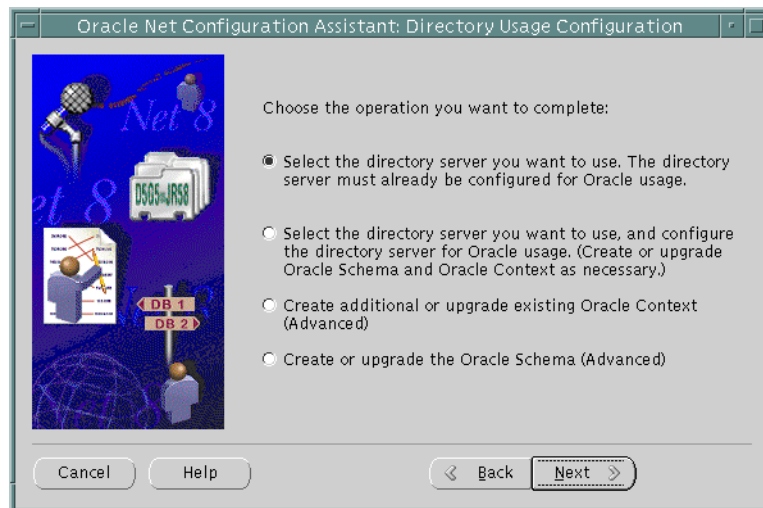 Oracle Net Configuration Assistant: Directory Usage Configuration
Net 8
et 8
D5G5 JR58
DB 1
DB 2
Choose the operation you want to complete:
Select the directory server you want to use. The directory
server must already be configured for Oracle usage.
Select the directory server you want to use, and configure
the directory server for Oracle usage. (Create or upgrade
Oracle Schema and Oracle Context as necessary.)
Create additional or upgrade existing Oracle Context
(Advanced)
Create or upgrade the Oracle Schema (Advanced)
Cancel
Help
Back
Next